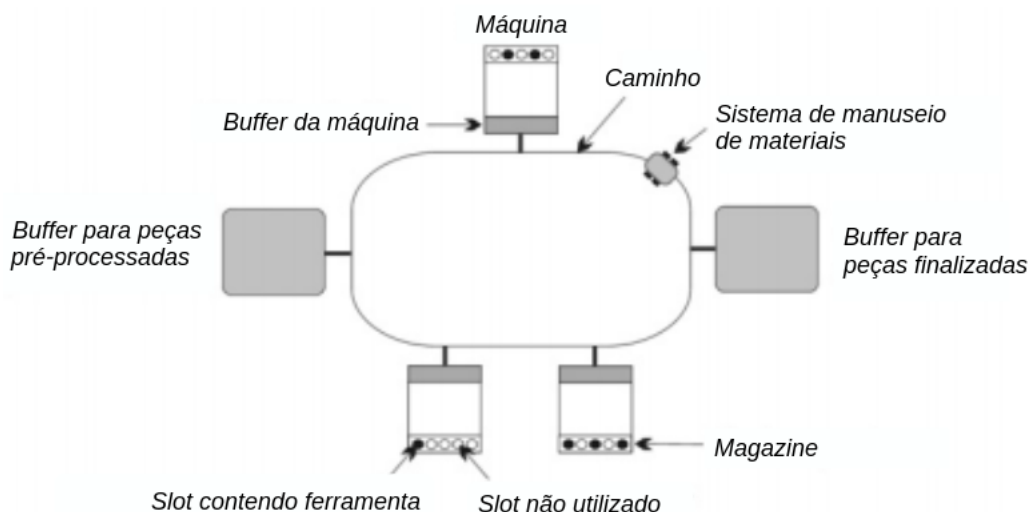 Máquina
Caminho
Sistema de manuseio
de materiais
Buffer da máquina
Buffer para peças
pré-processadas
Buffer para
peças finalizadas
Magazine
Slot contendo ferramenta
Slot não utilizado